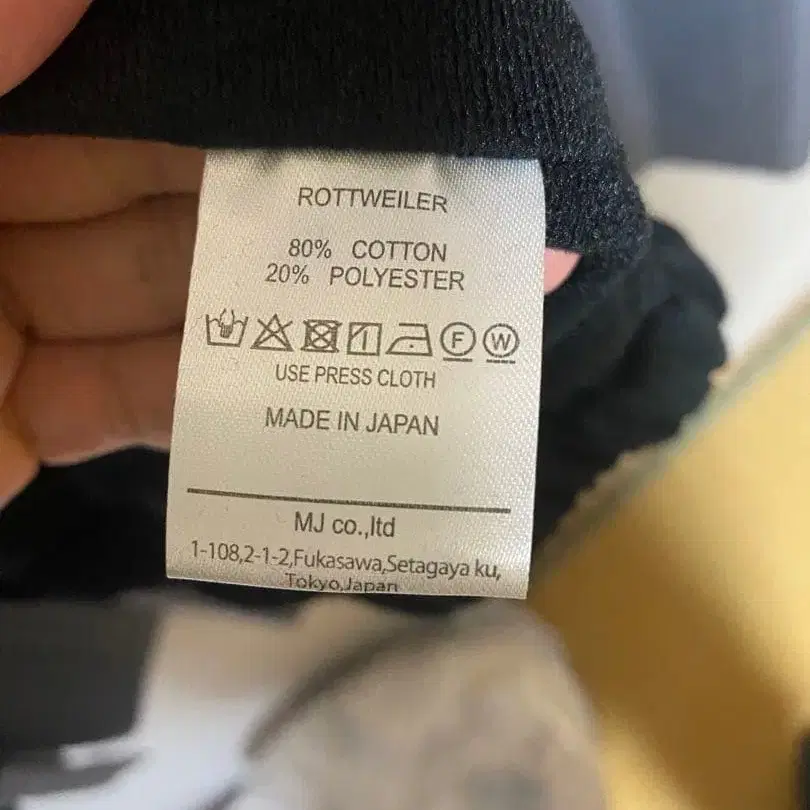 ROTTWEILER
80% COTTON
20% POLYESTER
F W
USE PRESS CLOTH
MADE IN JAPAN
MJ co.,ltd
1-108,2-1-2,Fukasawa,Setagaya ku,
Tokyo,Japan